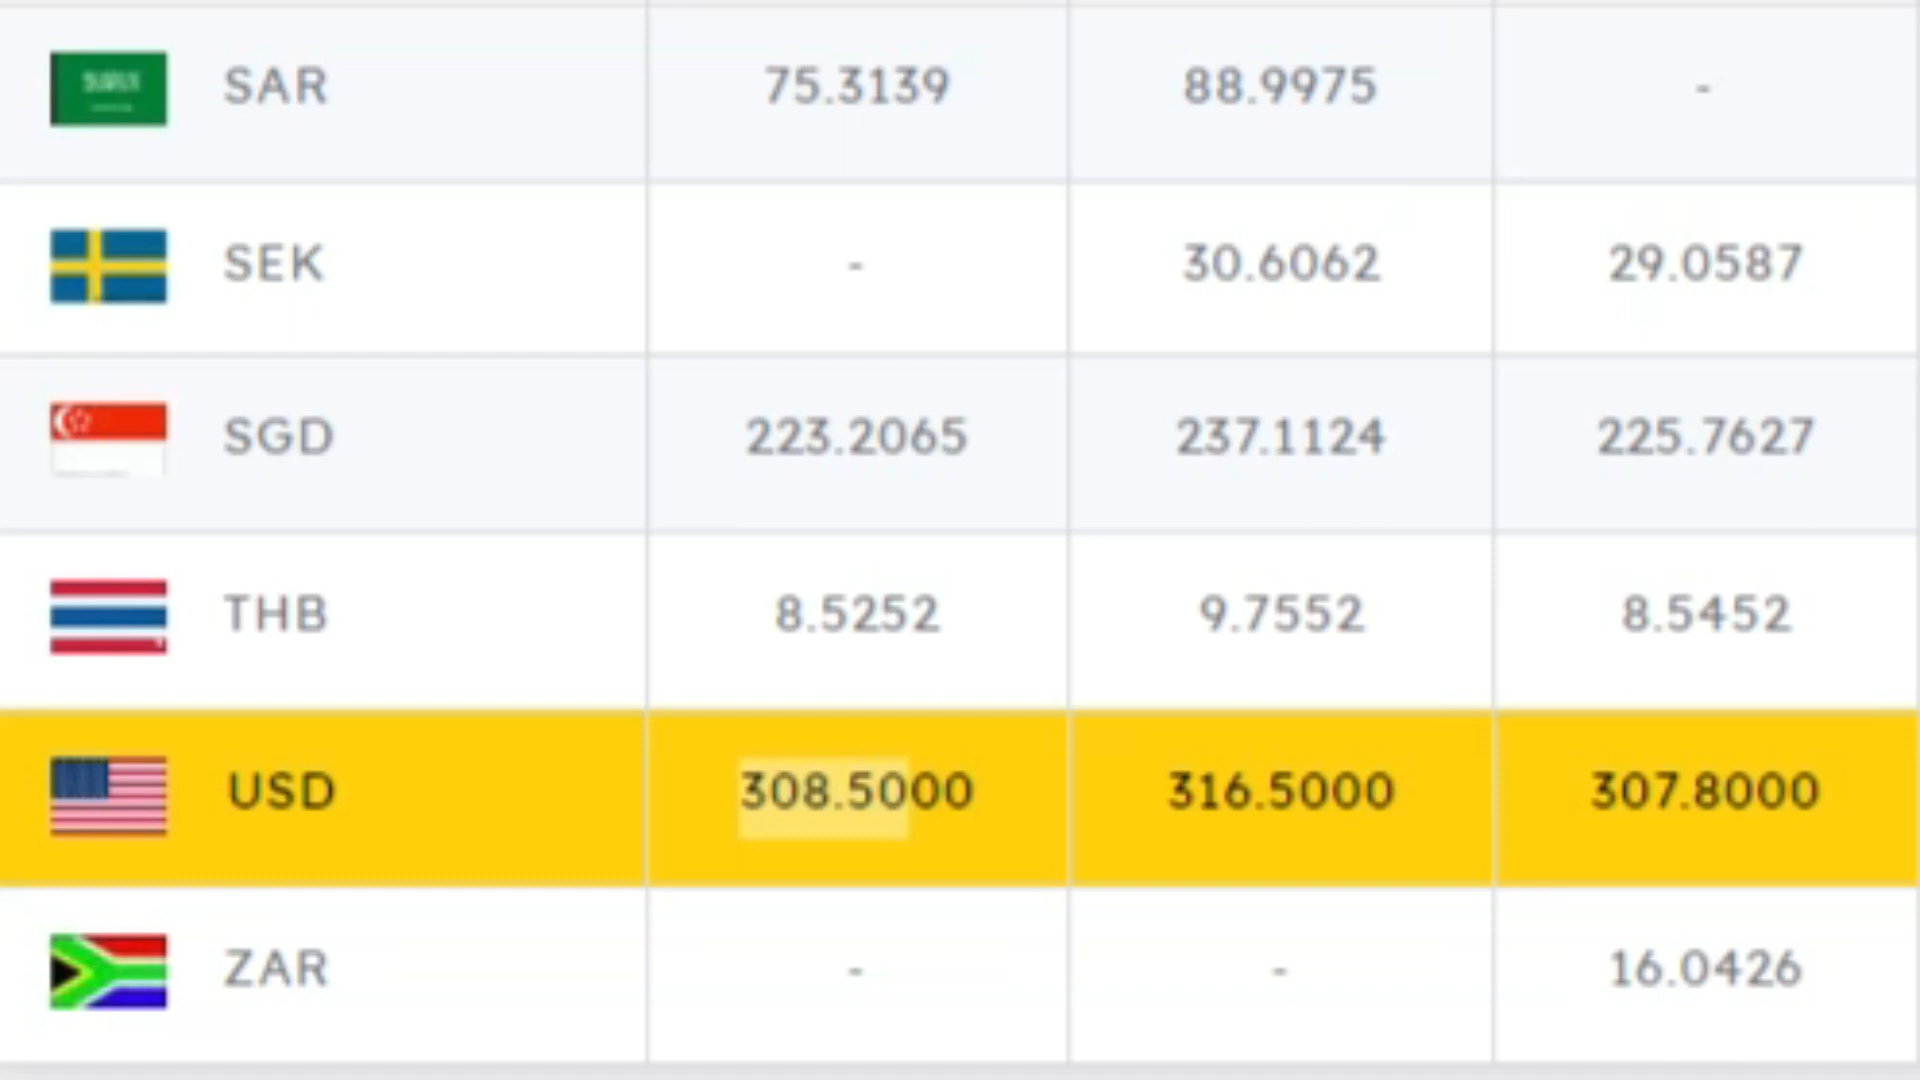 SAR 75.3139 88.9975 -
SEK - 30.6062 29.0587
SGD 223.2065 237.1124 225.7627
THB 8.5252 9.7552 8.5452
USD 308.5000 316.5000 307.8000
ZAR - - 16.0426